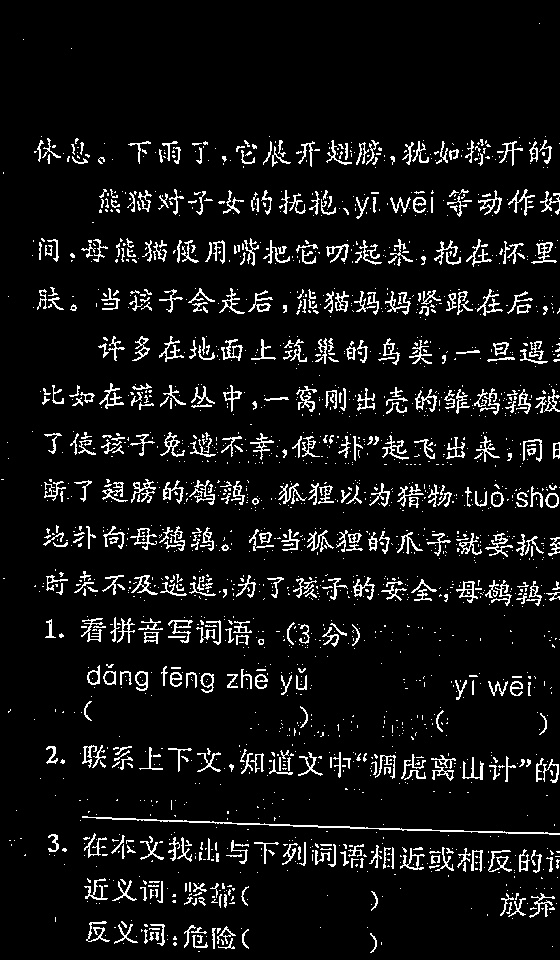 休息。下雨了,它展开翅膀,犹如撑开的
熊猫对子女的抚抱、yī wēi 等动作好
间,母熊猫便用嘴把它叨起来,抱在怀里
肤。当孩子会走后,熊猫妈妈紧跟在后,
许多在地面上筑巢的鸟类,一旦遇
比如在灌木丛中,一窝刚出壳的雏鹌鹑被
了使孩子免遭不幸,便“扑”起飞出来,同时
断了翅膀的鹌鹑。狐狸以为猎物 tuò shǒ
地扑向母鹌鹑。但当狐狸的爪子就要抓到
时来不及逃避,为了孩子的安全,母鹌鹑
1. 看拼音写词语。(3分)
dǎng fēng zhē yǔ yī wēi
( ) ( )
2. 联系上下文,知道文中“调虎离山计”的
3. 在本文找出与下列词语相近或相反的词
近义词:紧靠( ) 放弃
反义词:危险( )